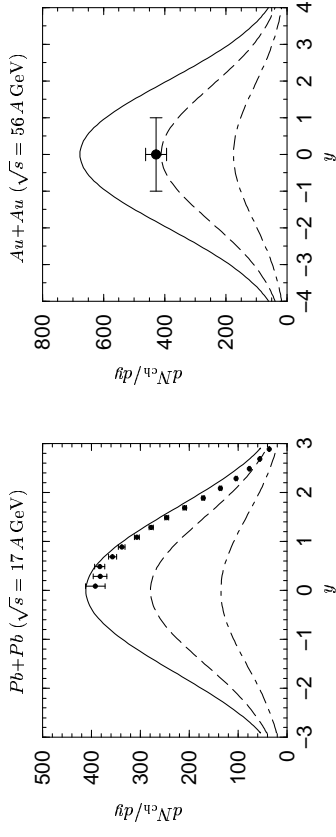 Pb+Pb (√s = 17 A GeV)
dN_ch/dy
500
400
300
200
100
0
−3 −2 −1 0 1 2 3
y
Au+Au (√s = 56 A GeV)
dN_ch/dy
800
600
400
200
0
−4 −3 −2 −1 0 1 2 3 4
y